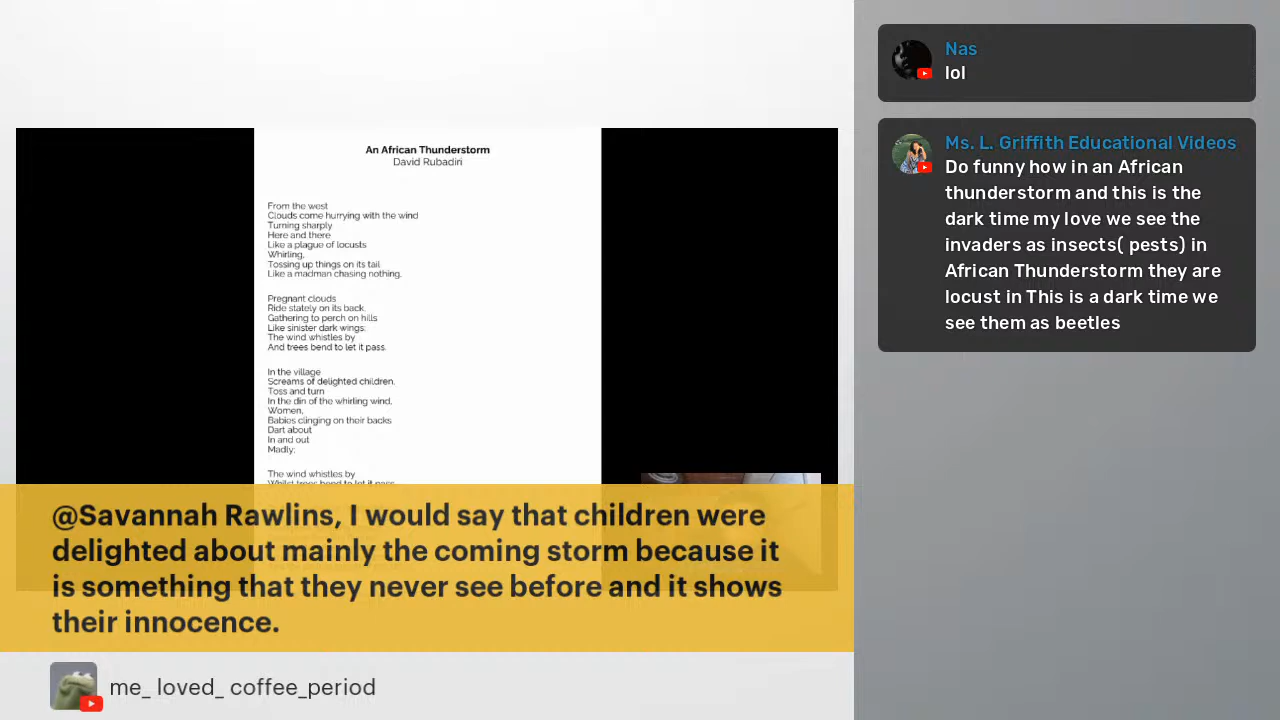 An African Thunderstorm
David Rubadiri
From the west
Clouds come hurrying with the wind
Turning sharply
Here and there
Like a plague of locusts
Whirling,
Tossing up things on its tail
Like a madman chasing nothing.
Pregnant clouds
Ride stately on its back,
Gathering to perch on hills
Like sinister dark wings;
The wind whistles by
And trees bend to let it pass.
In the village
Screams of delighted children,
Toss and turn
In the din of the whirling wind,
Women,
Babies clinging on their backs
Dart about
In and out
Madly;
The wind whistles by
Whilst trees bend to let it pass.
@Savannah Rawlins, I would say that children were
delighted about mainly the coming storm because it
is something that they never see before and it shows
their innocence.
me_ loved_ coffee_period
Nas
lol
Ms. L. Griffith Educational Videos
Do funny how in an African
thunderstorm and this is the
dark time my love we see the
invaders as insects( pests) in
African Thunderstorm they are
locust in This is a dark time we
see them as beetles